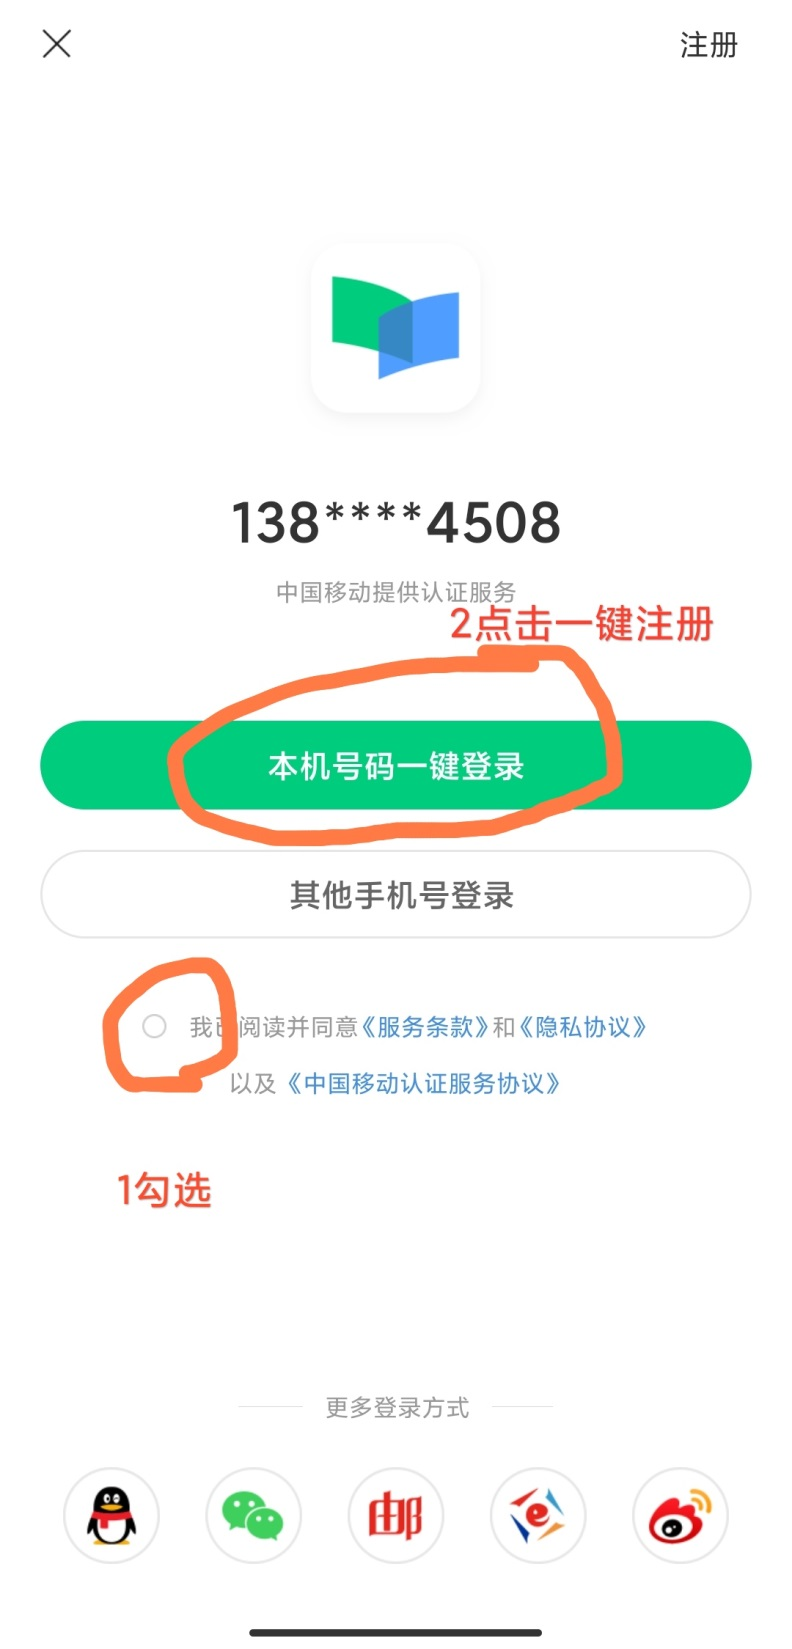 注册
138****4508
中国移动提供认证服务
2点击一键注册
本机号码一键登录
其他手机号登录
我已阅读并同意《服务条款》和《隐私协议》
以及《中国移动认证服务协议》
1勾选
更多登录方式
邮
e